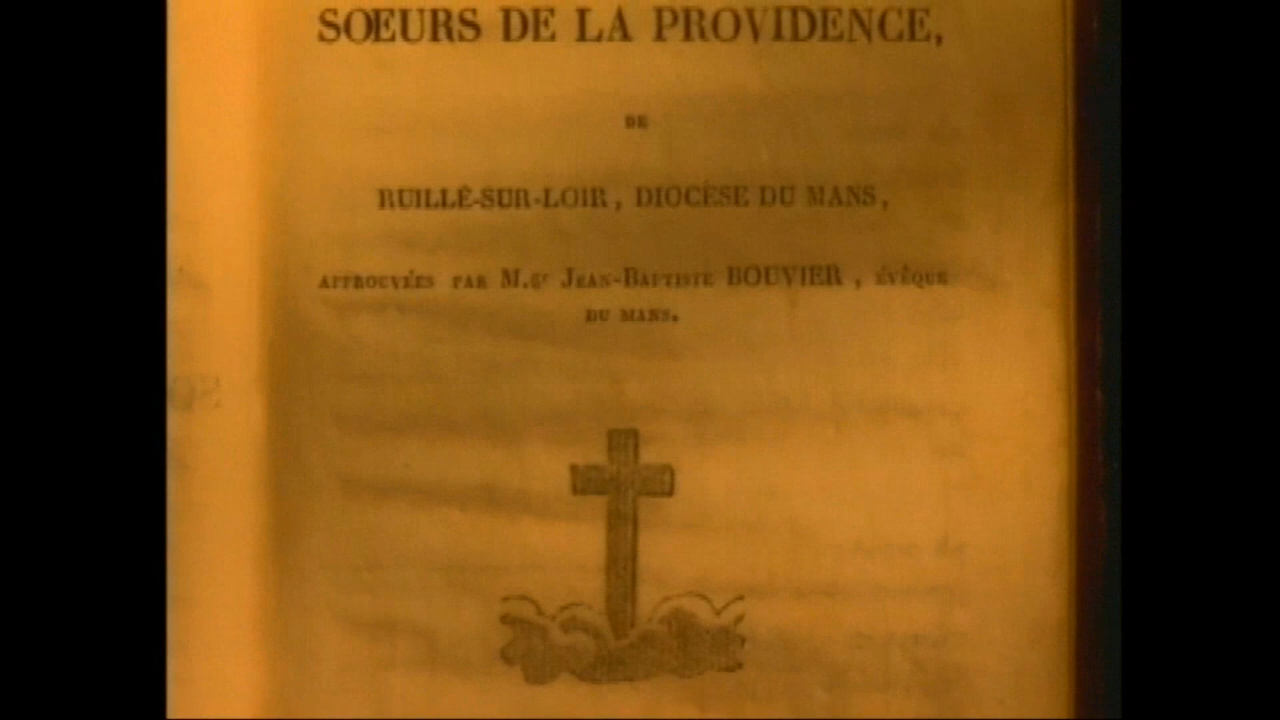 SŒURS DE LA PROVIDENCE,
DE
RUILLÉ-SUR-LOIR, DIOCÈSE DU MANS,
APPROUVÉES PAR M.gr JEAN-BAPTISTE BOUVIER, ÉVÊQUE
DU MANS.